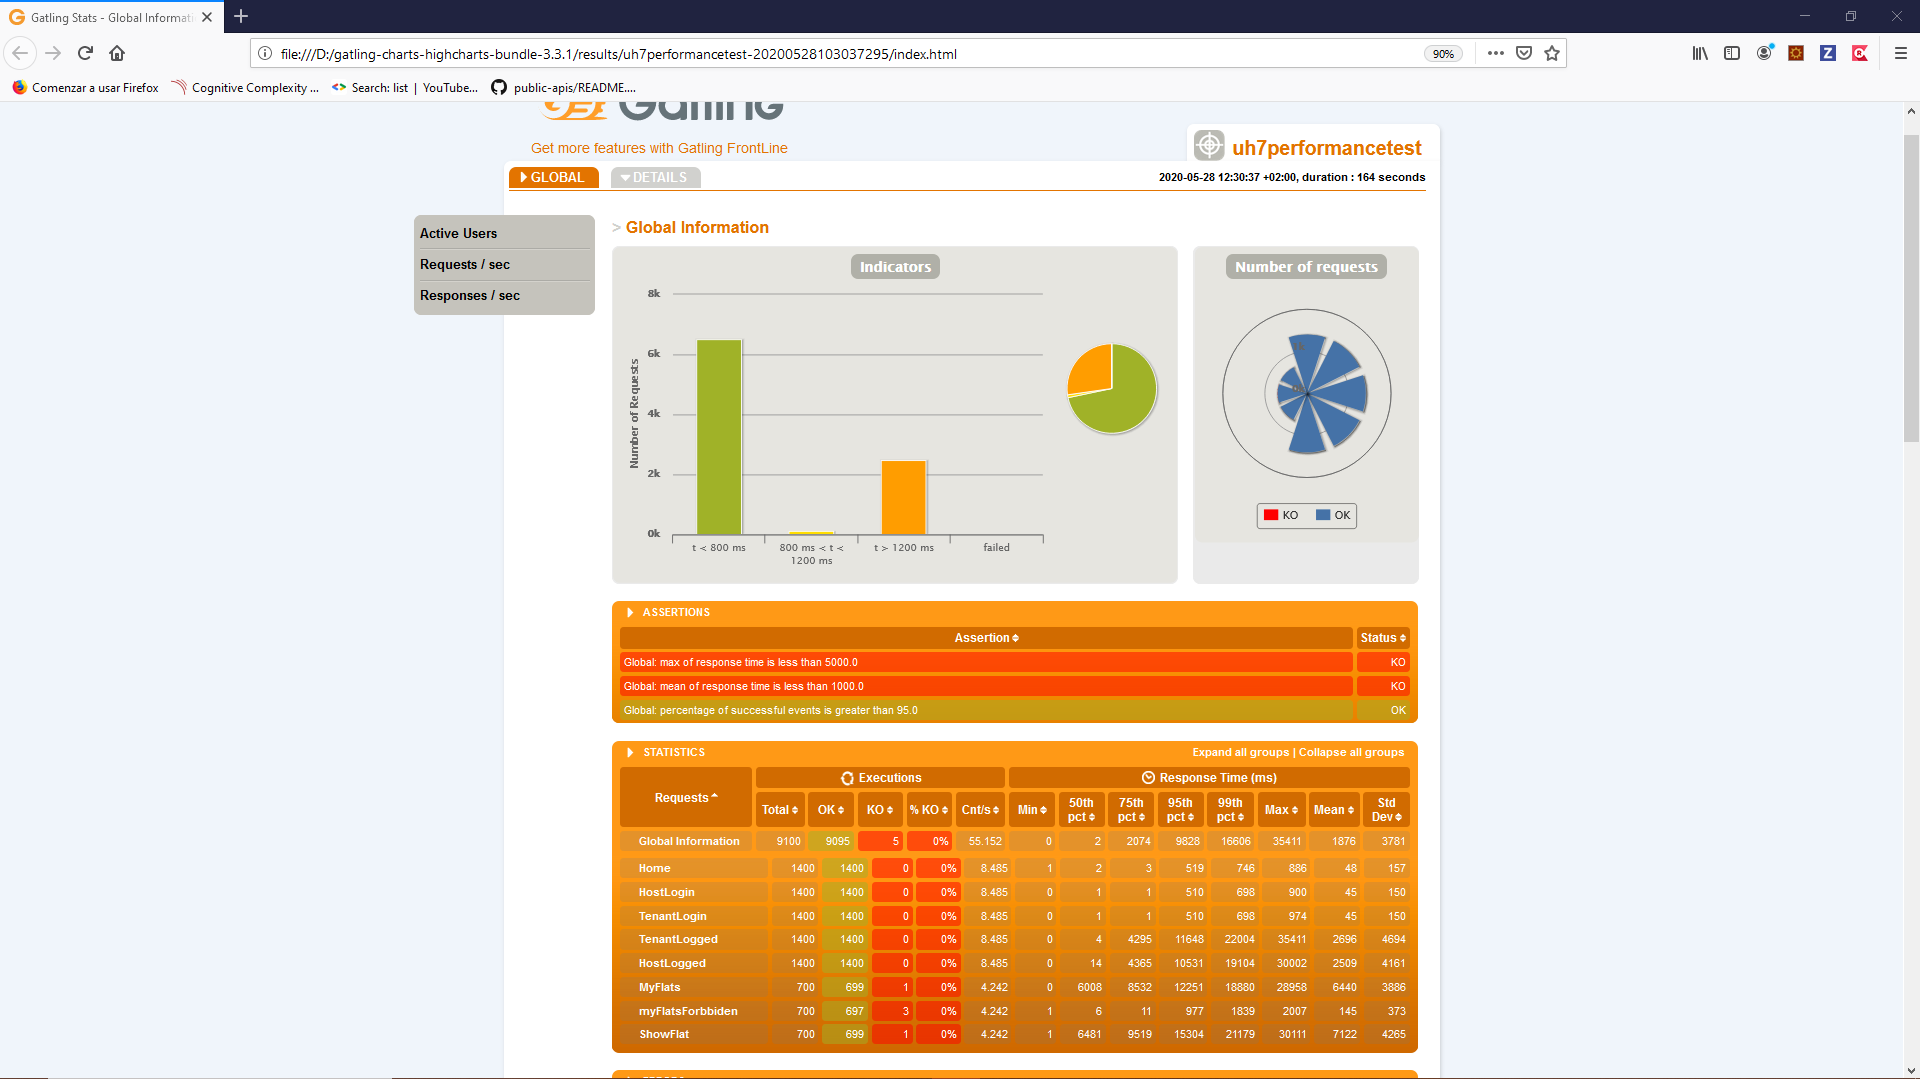 Gatling Stats - Global Informati
file:///D:/gatling-charts-highcharts-bundle-3.3.1/results/uh7performancetest-20200528103037295/index.html
90%
Comenzar a usar Firefox
Cognitive Complexity ...
Search: list | YouTube...
public-apis/README....
Gatling
Get more features with Gatling FrontLine
uh7performancetest
GLOBAL
DETAILS
2020-05-28 12:30:37 +02:00, duration : 164 seconds
Active Users
Requests / sec
Responses / sec
> Global Information
Indicators
8k
6k
4k
2k
0k
Number of Requests
t < 800 ms
800 ms < t <
1200 ms
t > 1200 ms
failed
Number of requests
KO
OK
ASSERTIONS
Assertion Status
Global: max of response time is less than 5000.0 KO
Global: mean of response time is less than 1000.0 KO
Global: percentage of successful events is greater than 95.0 OK
STATISTICS
Expand all groups | Collapse all groups
Requests
Executions
Response Time (ms)
Total OK KO % KO Cnt/s Min 50th pct 75th pct 95th pct 99th pct Max Mean Std Dev
Global Information 9100 9095 5 0% 55.152 0 2 2074 9828 16606 35411 1876 3781
Home 1400 1400 0 0% 8.485 1 2 3 519 746 886 48 157
HostLogin 1400 1400 0 0% 8.485 0 1 1 510 698 900 45 150
TenantLogin 1400 1400 0 0% 8.485 0 1 1 510 698 974 45 150
TenantLogged 1400 1400 0 0% 8.485 0 4 4295 11648 22004 35411 2696 4694
HostLogged 1400 1400 0 0% 8.485 0 14 4365 10531 19104 30002 2509 4161
MyFlats 700 699 1 0% 4.242 0 6008 8532 12251 18880 28958 6440 3886
myFlatsForbbiden 700 697 3 0% 4.242 1 6 11 977 1839 2007 145 373
ShowFlat 700 699 1 0% 4.242 1 6481 9519 15304 21179 30111 7122 4265